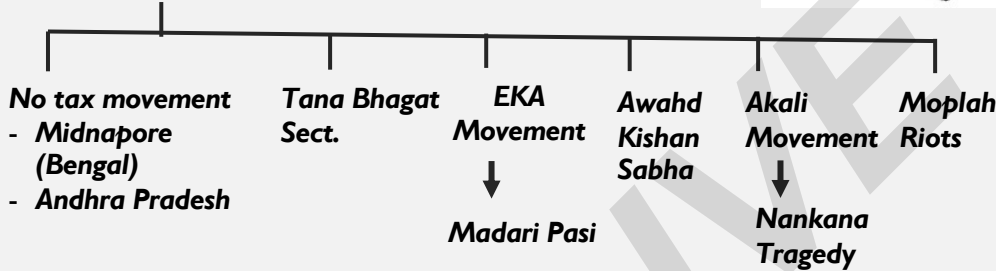 No tax movement
- Midnapore
(Bengal)
- Andhra Pradesh
Tana Bhagat
Sect.
EKA
Movement
Madari Pasi
Awahd
Kishan
Sabha
Akali
Movement
Nankana
Tragedy
Moplah
Riots